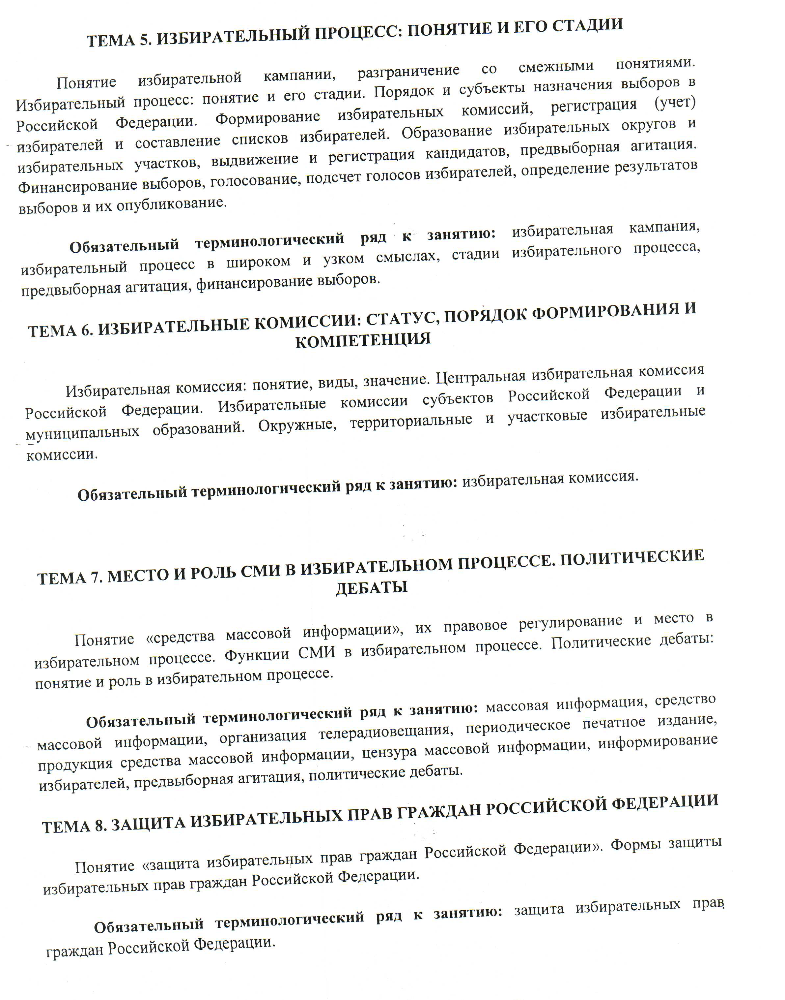 ТЕМА 5. ИЗБИРАТЕЛЬНЫЙ ПРОЦЕСС: ПОНЯТИЕ И ЕГО СТАДИИ
Понятие избирательной кампании, разграничение со смежными понятиями.
Избирательный процесс: понятие и его стадии. Порядок и субъекты назначения выборов в
Российской Федерации. Формирование избирательных комиссий, регистрация (учет)
избирателей и составление списков избирателей. Образование избирательных округов и
избирательных участков, выдвижение и регистрация кандидатов, предвыборная агитация.
Финансирование выборов, голосование, подсчет голосов избирателей, определение результатов
выборов и их опубликование.
Обязательный терминологический ряд к занятию: избирательная кампания,
избирательный процесс в широком и узком смыслах, стадии избирательного процесса,
предвыборная агитация, финансирование выборов.
ТЕМА 6. ИЗБИРАТЕЛЬНЫЕ КОМИССИИ: СТАТУС, ПОРЯДОК ФОРМИРОВАНИЯ И
КОМПЕТЕНЦИЯ
Избирательная комиссия: понятие, виды, значение. Центральная избирательная комиссия
Российской Федерации. Избирательные комиссии субъектов Российской Федерации и
муниципальных образований. Окружные, территориальные и участковые избирательные
комиссии.
Обязательный терминологический ряд к занятию: избирательная комиссия.
ТЕМА 7. МЕСТО И РОЛЬ СМИ В ИЗБИРАТЕЛЬНОМ ПРОЦЕССЕ. ПОЛИТИЧЕСКИЕ
ДЕБАТЫ
Понятие «средства массовой информации», их правовое регулирование и место в
избирательном процессе. Функции СМИ в избирательном процессе. Политические дебаты:
понятие и роль в избирательном процессе.
Обязательный терминологический ряд к занятию: массовая информация, средство
массовой информации, организация телерадиовещания, периодическое печатное издание,
продукция средства массовой информации, цензура массовой информации, информирование
избирателей, предвыборная агитация, политические дебаты.
ТЕМА 8. ЗАЩИТА ИЗБИРАТЕЛЬНЫХ ПРАВ ГРАЖДАН РОССИЙСКОЙ ФЕДЕРАЦИИ
Понятие «защита избирательных прав граждан Российской Федерации». Формы защиты
избирательных прав граждан Российской Федерации.
Обязательный терминологический ряд к занятию: защита избирательных прав
граждан Российской Федерации.